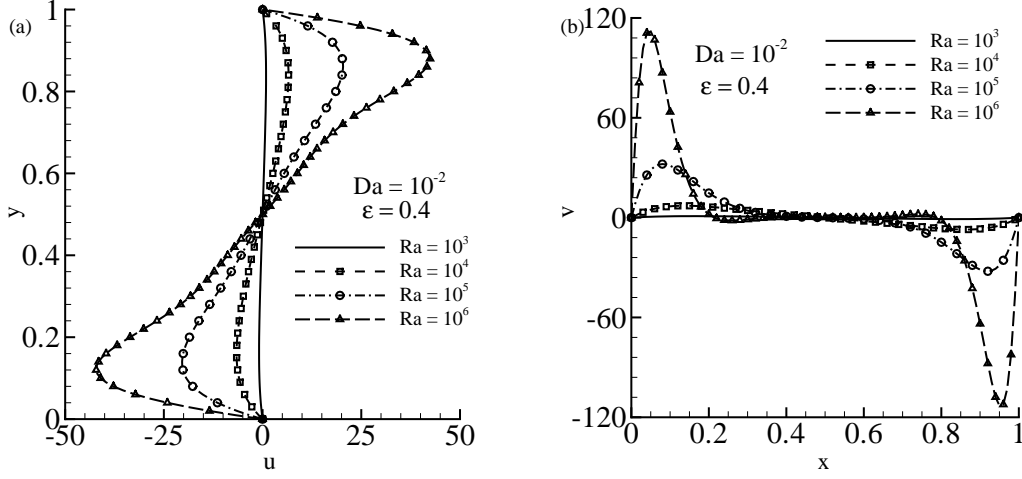 (a)
1
0.8
0.6
0.4
0.2
0
y
-50
-25
0
25
50
u
Da = 10⁻²
ε = 0.4
Ra = 10³
Ra = 10⁴
Ra = 10⁵
Ra = 10⁶
(b)
120
60
0
-60
-120
v
0
0.2
0.4
0.6
0.8
1
x
Da = 10⁻²
ε = 0.4
Ra = 10³
Ra = 10⁴
Ra = 10⁵
Ra = 10⁶